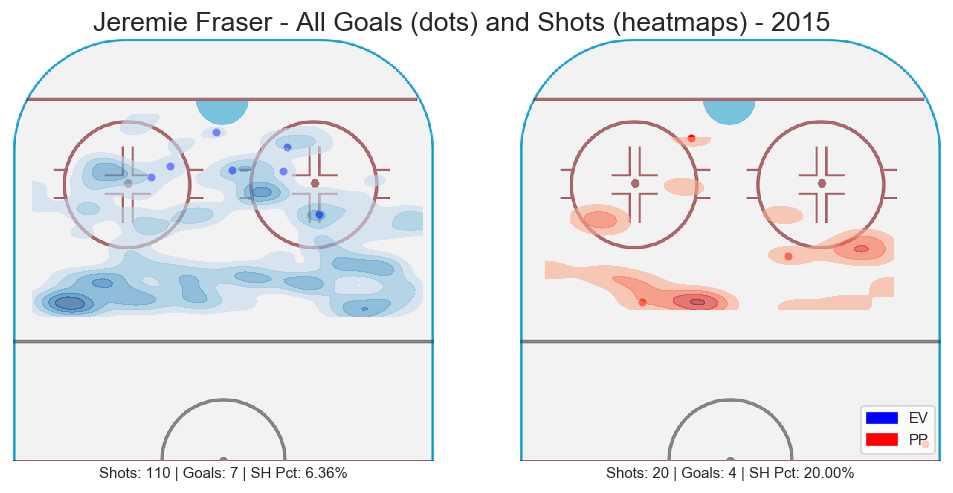 Jeremie Fraser - All Goals (dots) and Shots (heatmaps) - 2015
EV
PP
Shots: 110 | Goals: 7 | SH Pct: 6.36%
Shots: 20 | Goals: 4 | SH Pct: 20.00%